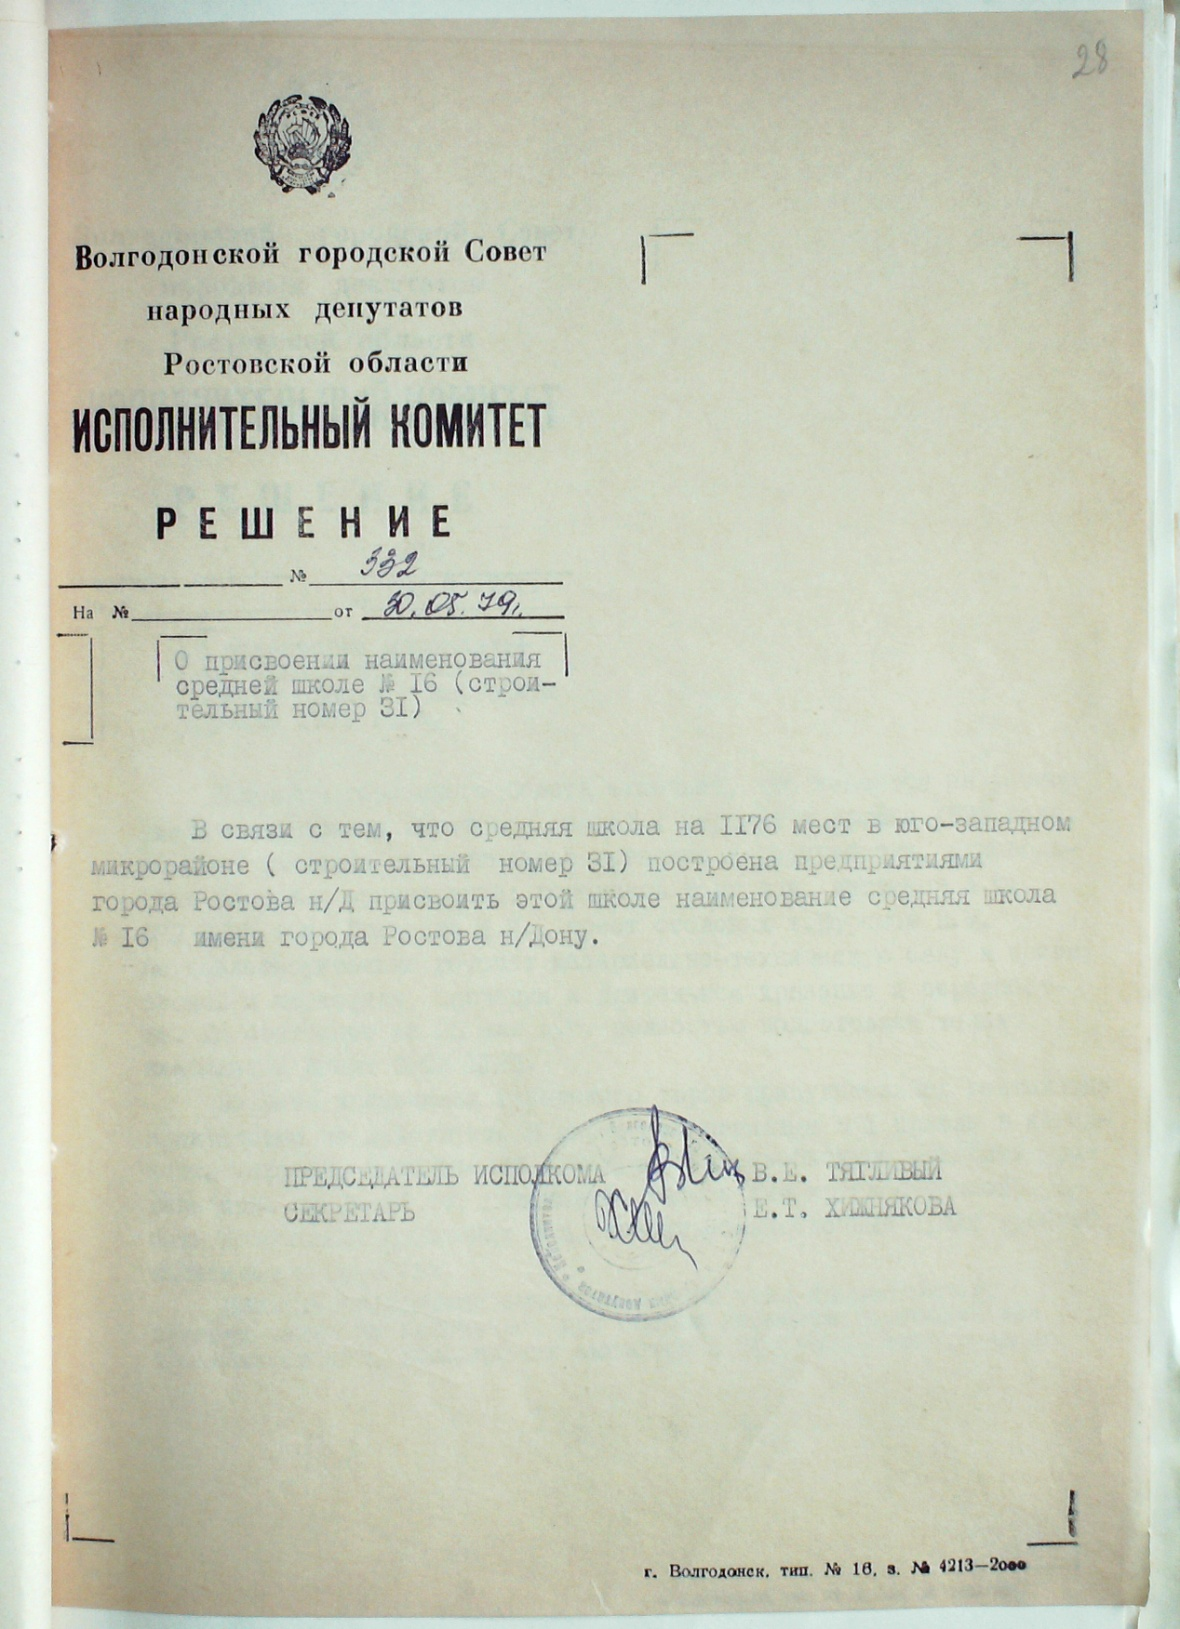 28
Волгодонской городской Совет
народных депутатов
Ростовской области
ИСПОЛНИТЕЛЬНЫЙ КОМИТЕТ
РЕШЕНИЕ
№ 332
На № от 30.05.79г.
О присвоении наименования
средней школе № 16 (строи-
тельный номер 31)
В связи с тем, что средняя школа на 1176 мест в юго-западном
микрорайоне ( строительный номер 31) построена предприятиями
города Ростова н/Д присвоить этой школе наименование средняя школа
№ 16 имени города Ростова н/Дону.
ПРЕДСЕДАТЕЛЬ ИСПОЛКОМА В.Е. ТЯГЛИВЫЙ
СЕКРЕТАРЬ Е.Т. ХИЖНЯКОВА
г. Волгодонск, тип. № 16, з. № 4213—2000